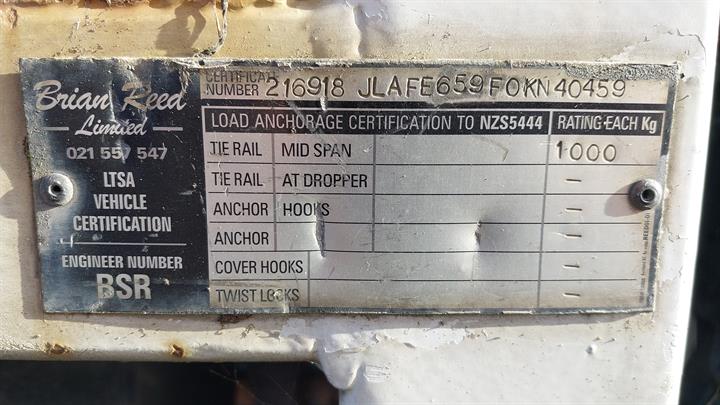 Brian Reed
Limited
021 557 547
LTSA
VEHICLE
CERTIFICATION
ENGINEER NUMBER
BSR
CERTIFICATE
NUMBER 216918 JLAFE659F0KN40459
LOAD ANCHORAGE CERTIFICATION TO NZS5444 RATING-EACH Kg
TIE RAIL MID SPAN 1000
TIE RAIL AT DROPPER -
ANCHOR HOOKS -
ANCHOR -
COVER HOOKS -
TWIST LOCKS -